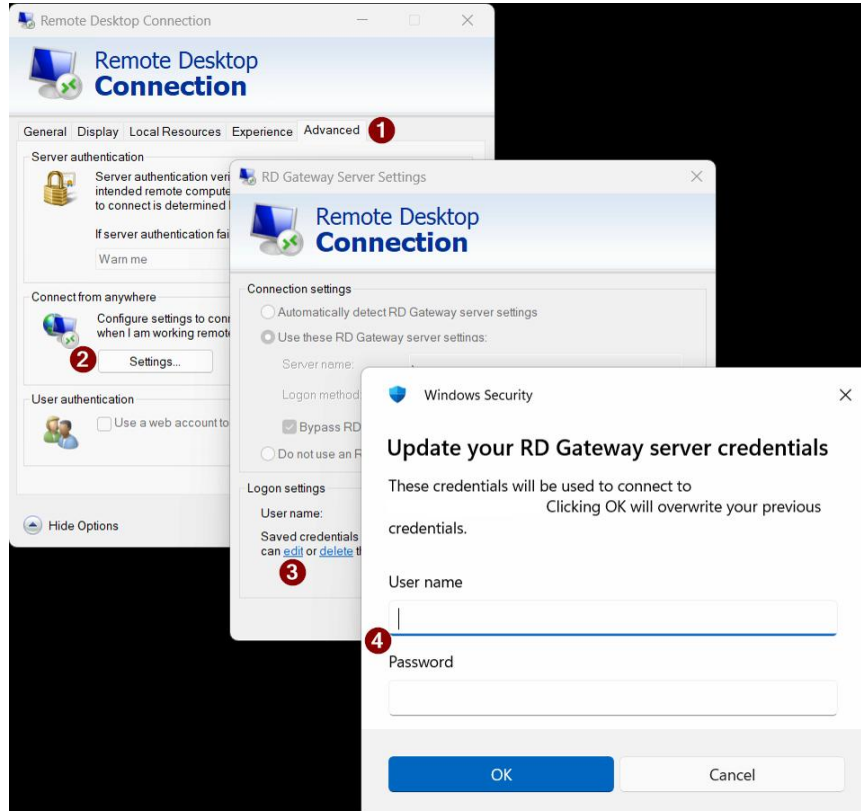 Remote Desktop Connection
Remote Desktop
Connection
General Display Local Resources Experience Advanced 1
Server authentication
Server authentication veri
intended remote compute
to connect is determined
If server authentication fai
Warn me
Connect from anywhere
Configure settings to con
when I am working remote
2 Settings...
User authentication
Use a web account to
Hide Options
RD Gateway Server Settings
Remote Desktop
Connection
Connection settings
Automatically detect RD Gateway server settings
Use these RD Gateway server settings:
Server name:
Logon method:
Bypass RD
Do not use an R
Logon settings
User name:
Saved credentials
can edit or delete th
3
Windows Security
Update your RD Gateway server credentials
These credentials will be used to connect to
Clicking OK will overwrite your previous
credentials.
User name
4
Password
OK Cancel